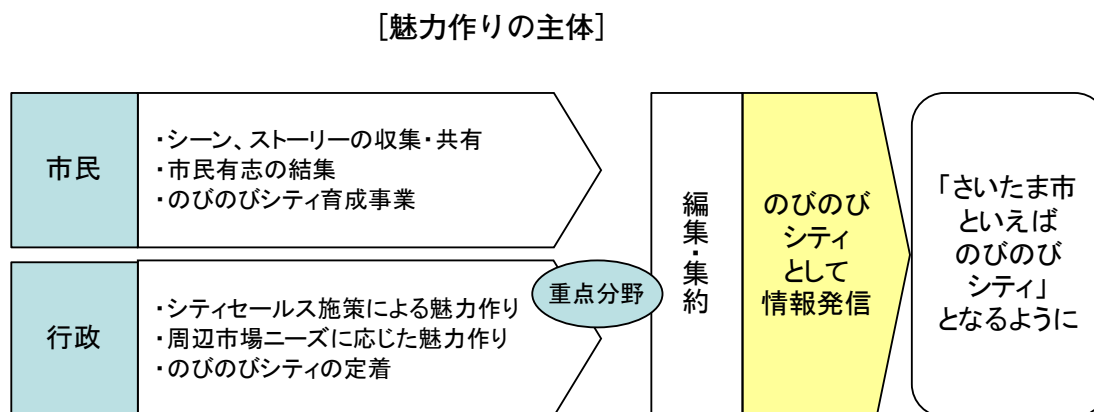 [魅力作りの主体]
市民
・シーン、ストーリーの収集・共有
・市民有志の結集
・のびのびシティ育成事業
行政
・シティセールス施策による魅力作り
・周辺市場ニーズに応じた魅力作り
・のびのびシティの定着
重点分野
編集・集約
のびのび
シティ
として
情報発信
「さいたま市
といえば
のびのび
シティ」
となるように